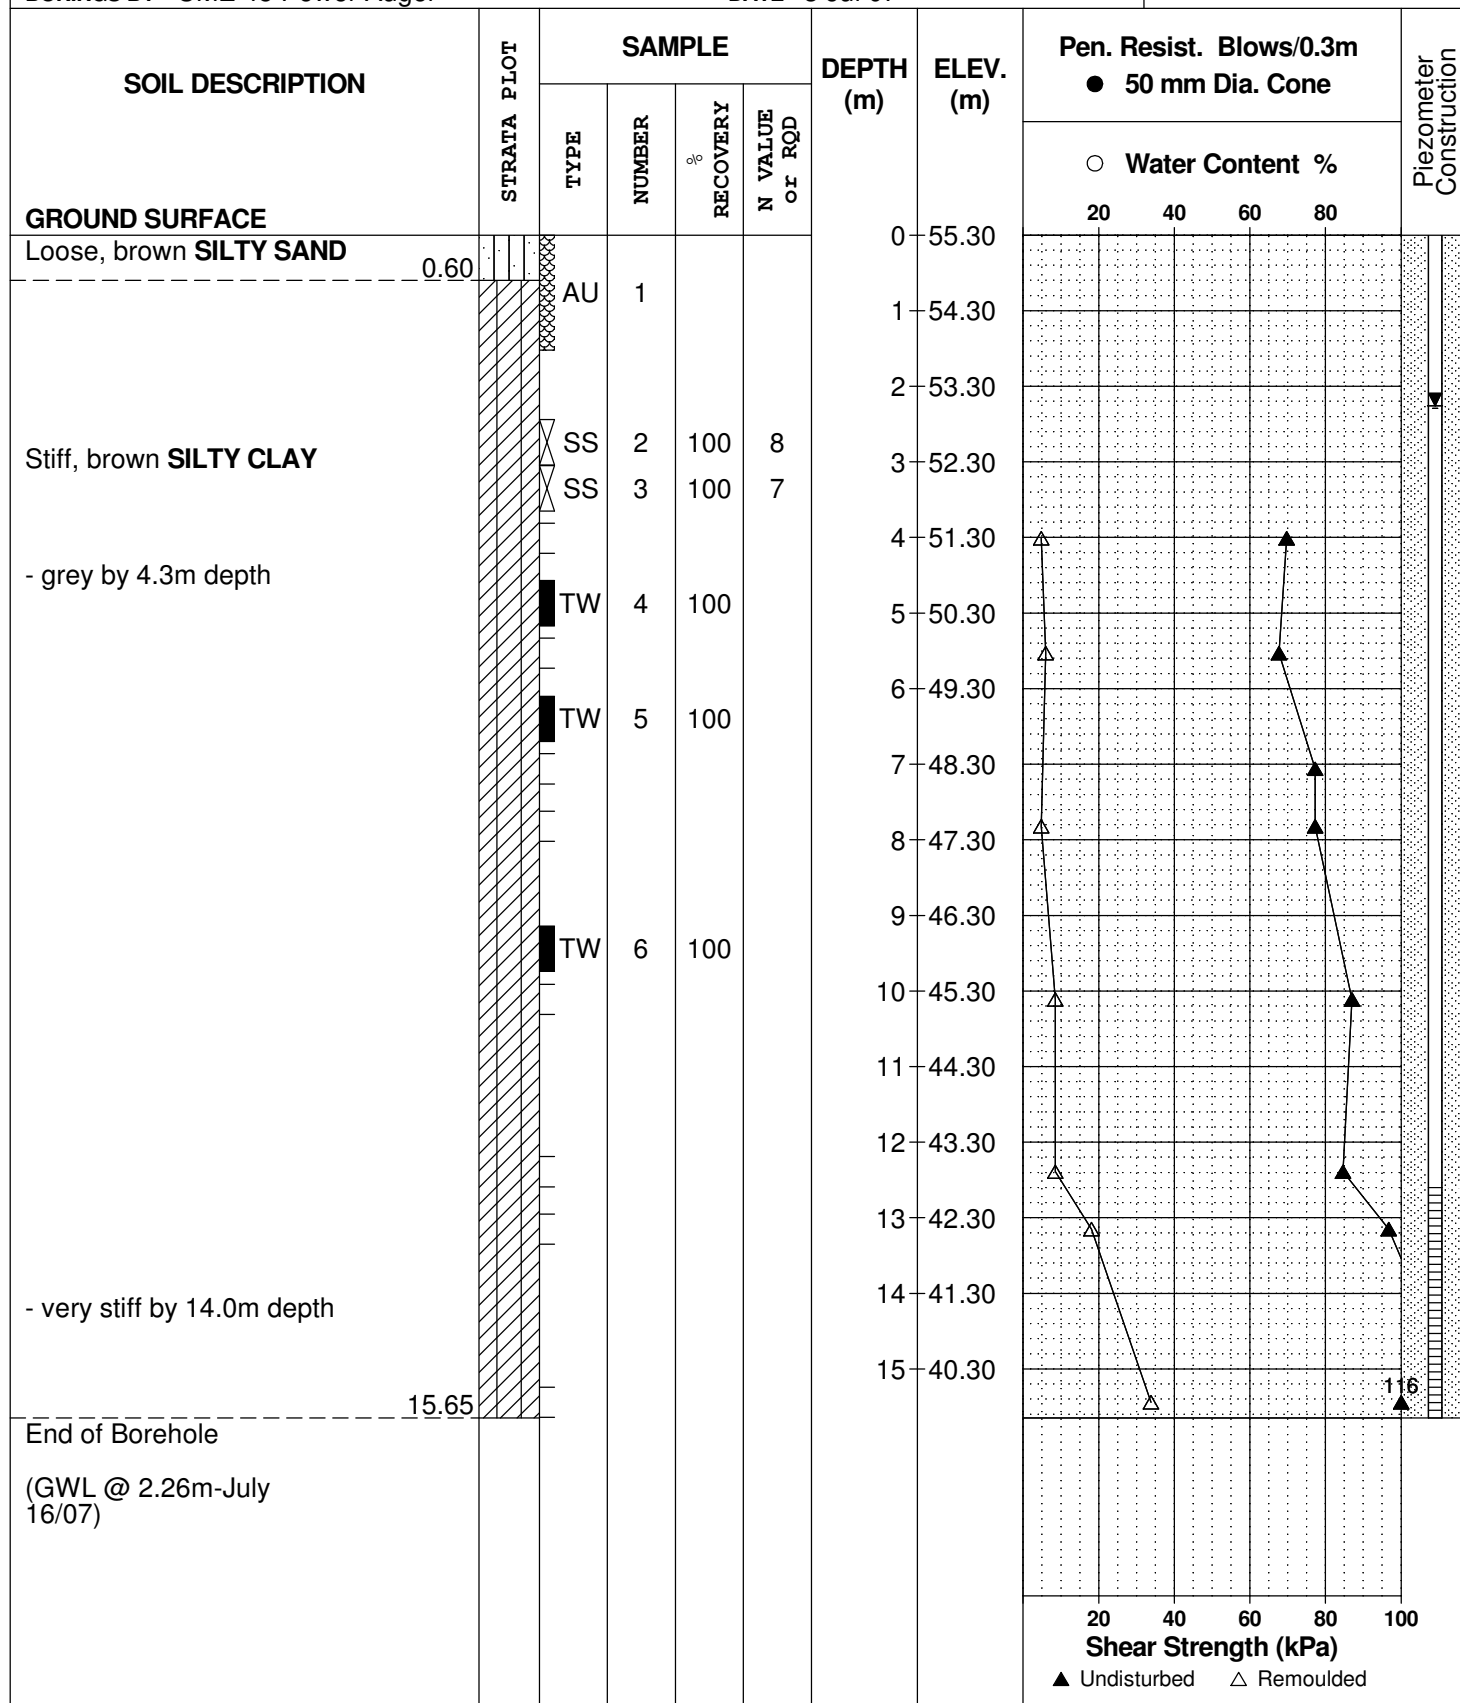 SOIL DESCRIPTION
GROUND SURFACE
STRATA PLOT
SAMPLE
TYPE
NUMBER
% RECOVERY
N VALUE or RQD
DEPTH (m)
ELEV. (m)
Pen. Resist. Blows/0.3m
● 50 mm Dia. Cone
○ Water Content %
20 40 60 80
Piezometer Construction
Loose, brown SILTY SAND
0.60
AU 1
Stiff, brown SILTY CLAY
SS 2 100 8
SS 3 100 7
- grey by 4.3m depth
TW 4 100
TW 5 100
TW 6 100
- very stiff by 14.0m depth
15.65
End of Borehole
(GWL @ 2.26m-July
16/07)
0 55.30
1 54.30
2 53.30
3 52.30
4 51.30
5 50.30
6 49.30
7 48.30
8 47.30
9 46.30
10 45.30
11 44.30
12 43.30
13 42.30
14 41.30
15 40.30
116
20 40 60 80 100
Shear Strength (kPa)
▲ Undisturbed △ Remoulded